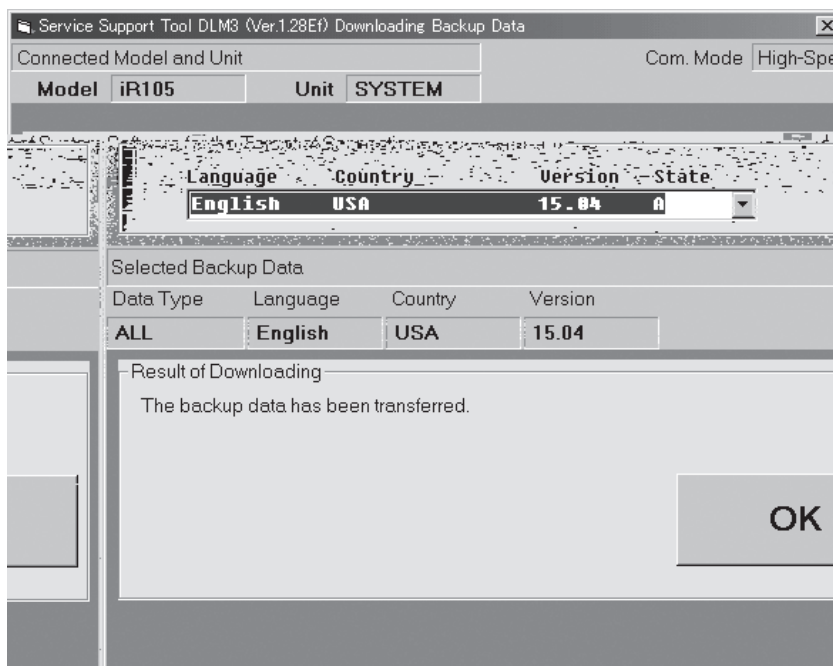 Service Support Tool DLM3 (Ver.1.28Ef) Downloading Backup Data
Connected Model and Unit
Com. Mode High-Spe
Model iR105 Unit SYSTEM
Language Country Version State
English USA 15.04 A
Selected Backup Data
Data Type Language Country Version
ALL English USA 15.04
Result of Downloading
The backup data has been transferred.
OK